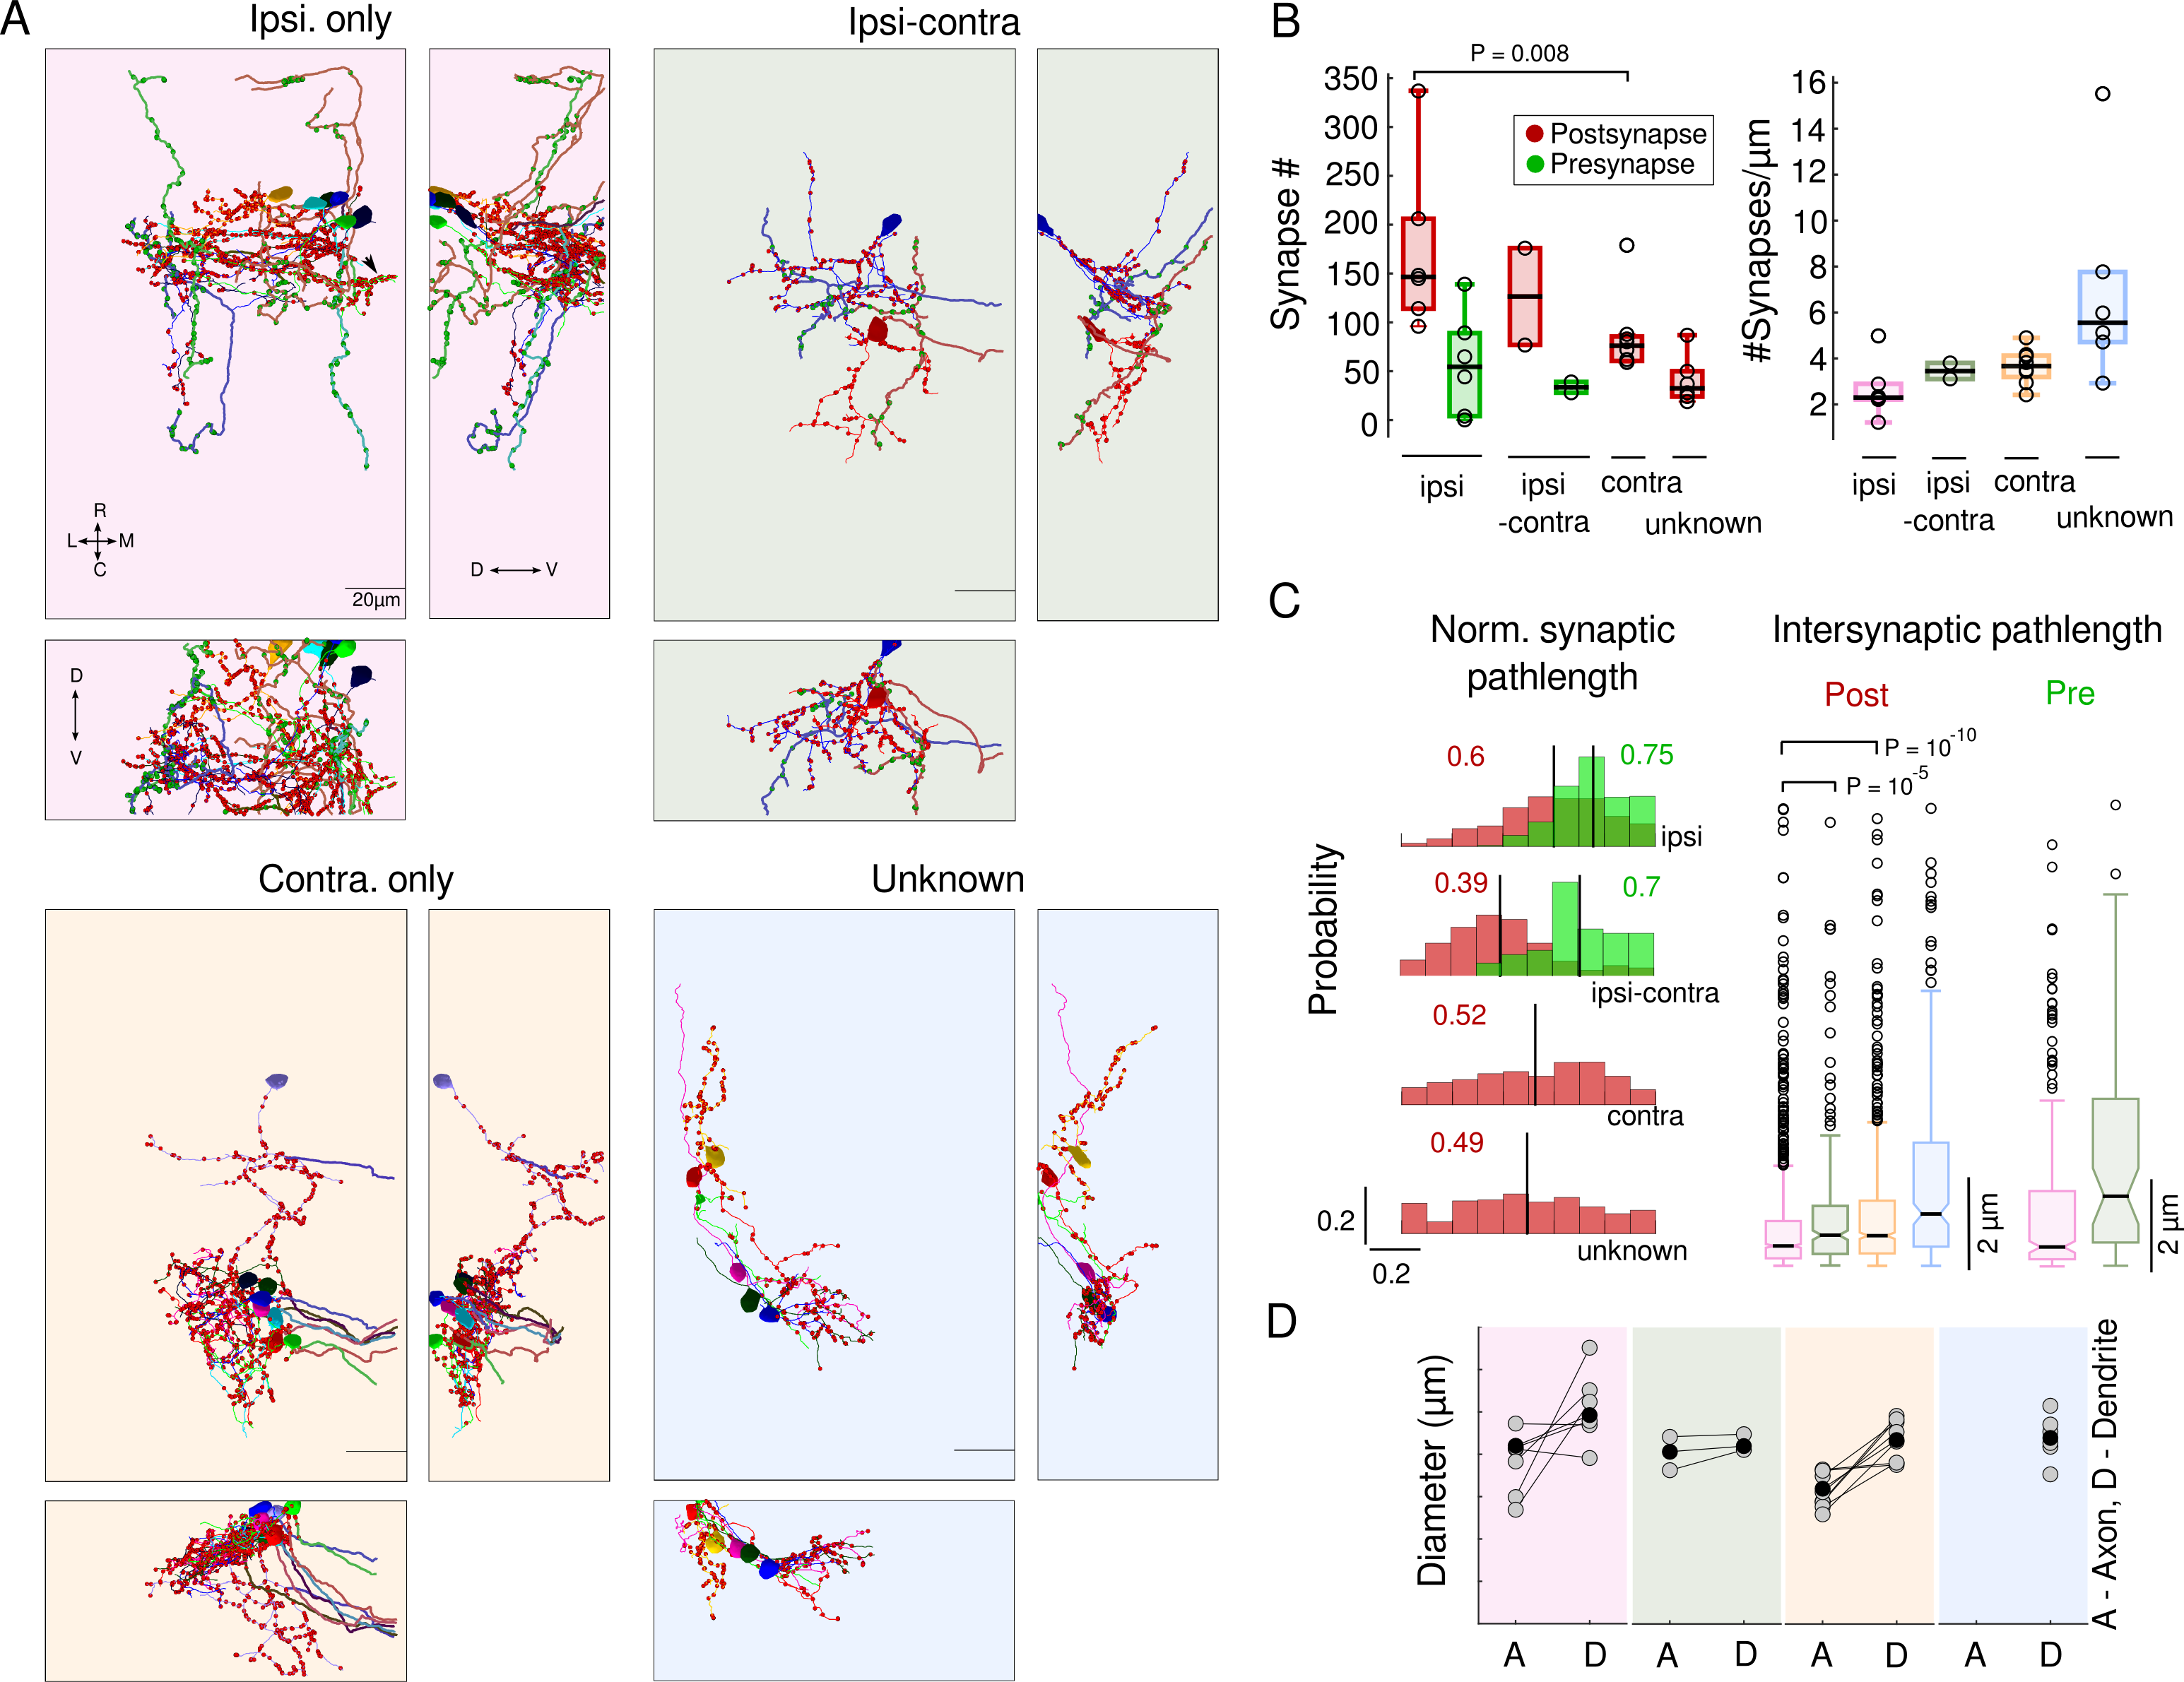 A
Ipsi. only
Ipsi-contra
R
L M
C
D V
20µm
D
V
Contra. only
Unknown
B
P = 0.008
Synapse #
350
300
250
200
150
100
50
0
Postsynapse
Presynapse
ipsi
ipsi
-contra
contra
unknown
#Synapses/µm
16
14
12
10
8
6
4
2
ipsi
ipsi
-contra
contra
unknown
C
Norm. synaptic
pathlength
Intersynaptic pathlength
Post
Pre
Probability
0.6
0.75
ipsi
0.39
0.7
ipsi-contra
0.52
contra
0.49
unknown
0.2
0.2
P = 10-10
P = 10-5
2 µm
2 µm
D
Diameter (µm)
A D A D A D A D
A - Axon, D - Dendrite